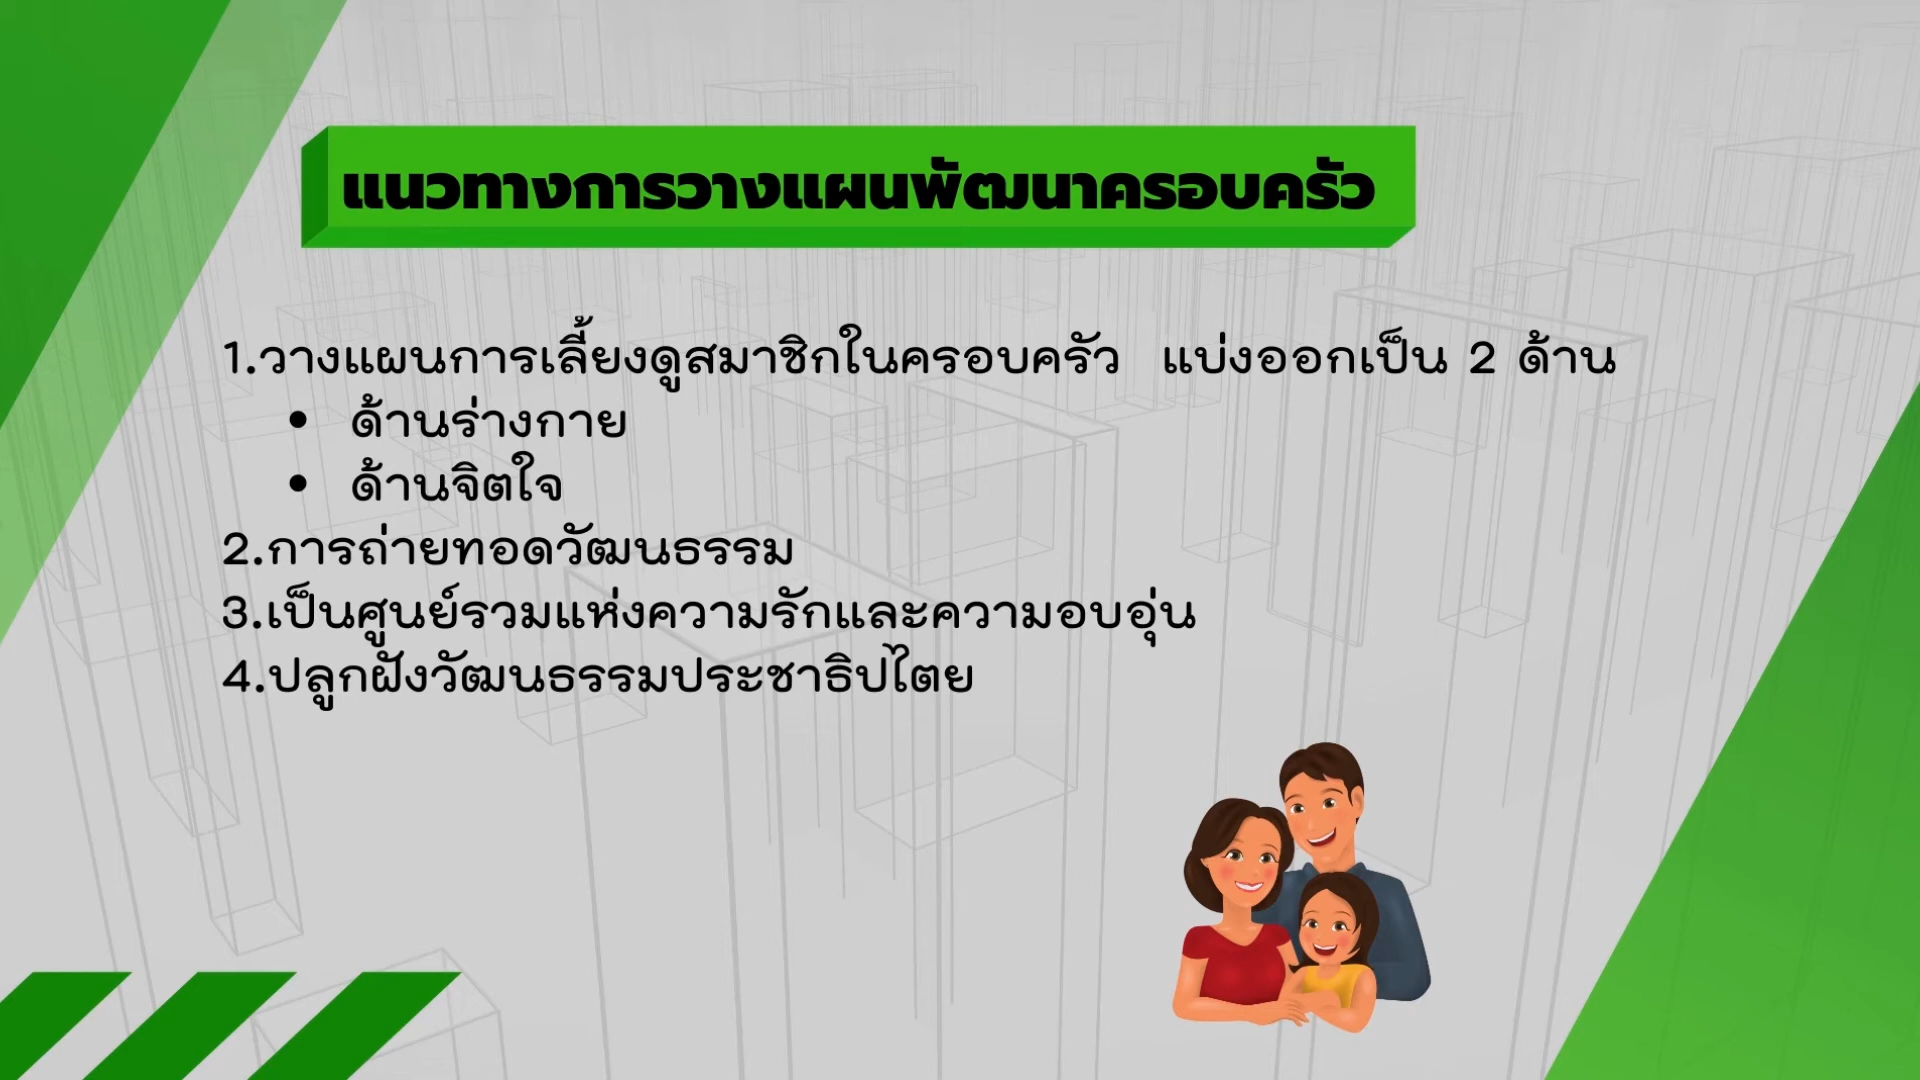 แนวทางการวางแผนพัฒนาครอบครัว
1.วางแผนการเลี้ยงดูสมาชิกในครอบครัว แบ่งออกเป็น 2 ด้าน
• ด้านร่างกาย
• ด้านจิตใจ
2.การถ่ายทอดวัฒนธรรม
3.เป็นศูนย์รวมแห่งความรักและความอบอุ่น
4.ปลูกฝังวัฒนธรรมประชาธิปไตย